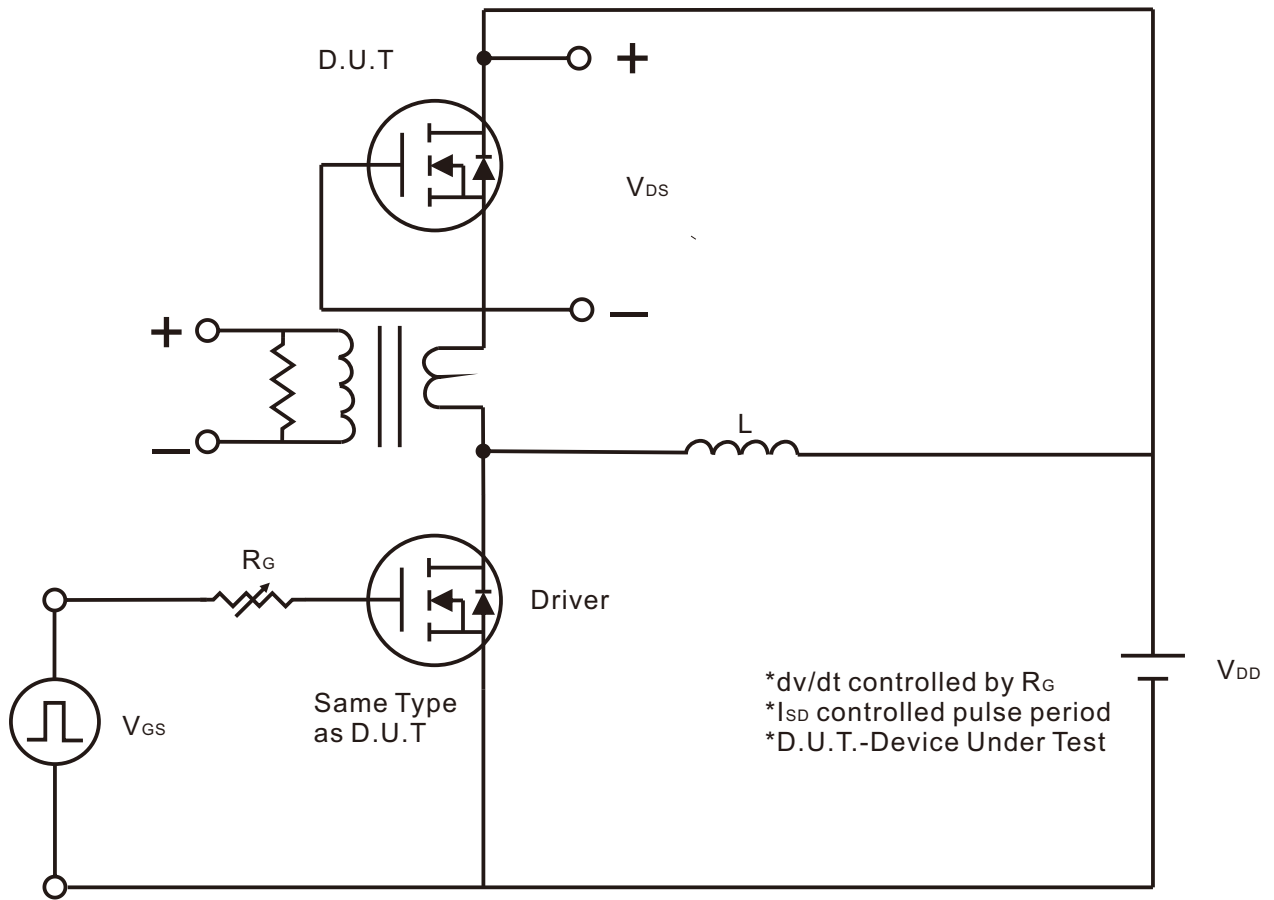 D.U.T
+
VDS
—
+
—
L
RG
Driver
VGS
Same Type
as D.U.T
VDD
*dv/dt controlled by RG
*ISD controlled pulse period
*D.U.T.-Device Under Test